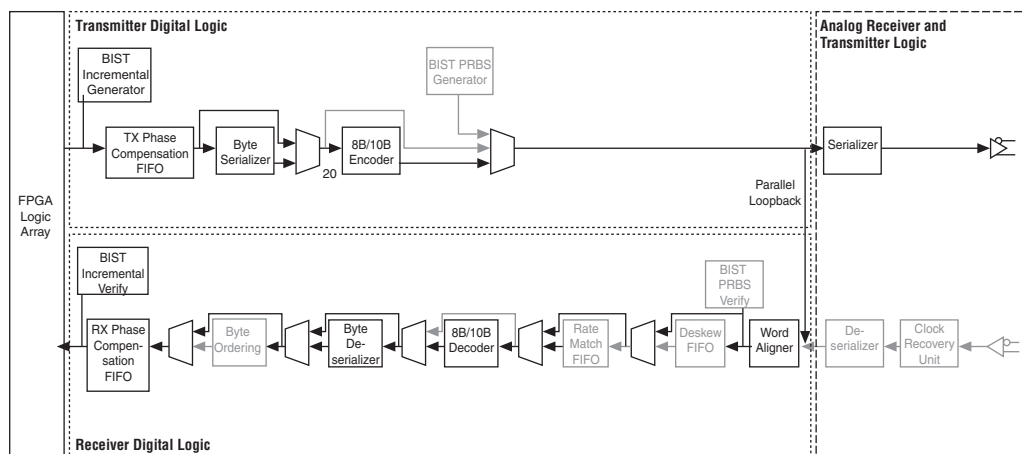 Transmitter Digital Logic
Analog Receiver and
Transmitter Logic
BIST
Incremental
Generator
BIST PRBS
Generator
TX Phase
Compensation
FIFO
Byte
Serializer
20
8B/10B
Encoder
Serializer
Parallel
Loopback
FPGA
Logic
Array
BIST
Incremental
Verify
BIST
PRBS
Verify
RX Phase
Compen-
sation
FIFO
Byte
Ordering
Byte
De-
serializer
8B/10B
Decoder
Rate
Match
FIFO
Deskew
FIFO
Word
Aligner
De-
serializer
Clock
Recovery
Unit
Receiver Digital Logic